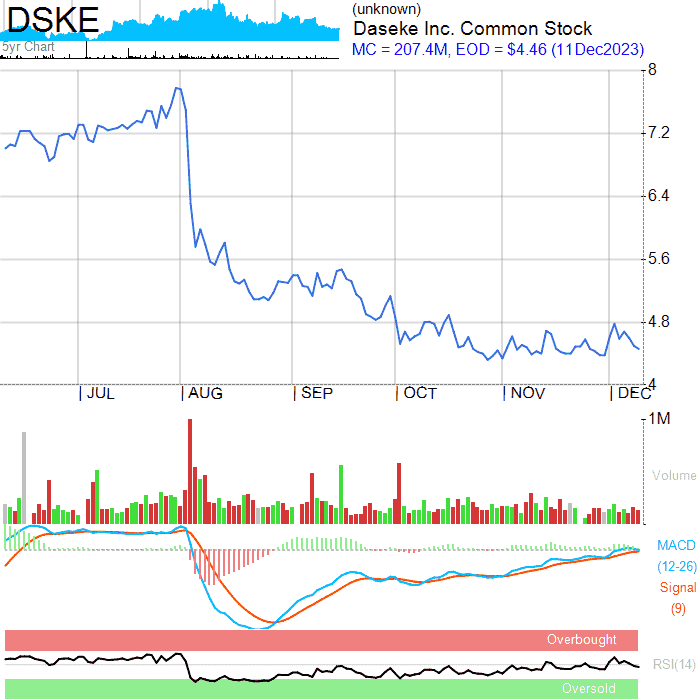 DSKE
5yr Chart
(unknown)
Daseke Inc. Common Stock
MC = 207.4M, EOD = $4.46 (11Dec2023)
8
7.2
6.4
5.6
4.8
4
JUL AUG SEP OCT NOV DEC
1M
Volume
MACD
(12-26)
Signal
(9)
Overbought
RSI(14)
Oversold